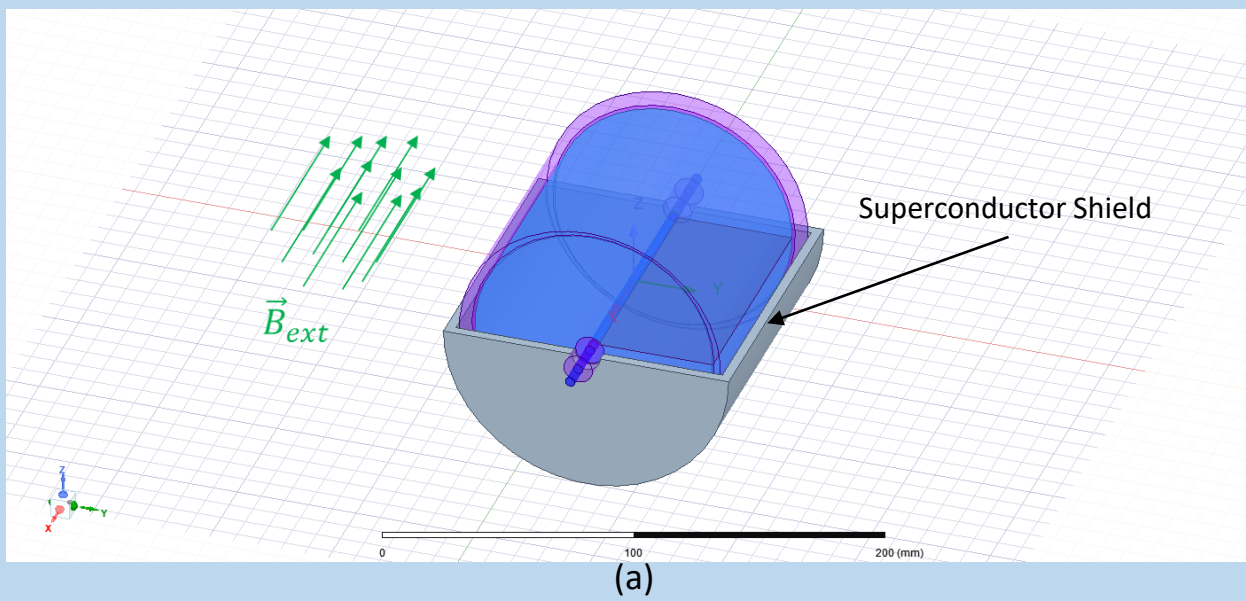 Superconductor Shield
B⃗ext
Z
Y
X
Z
Y
X
0
100
200 (mm)
(a)